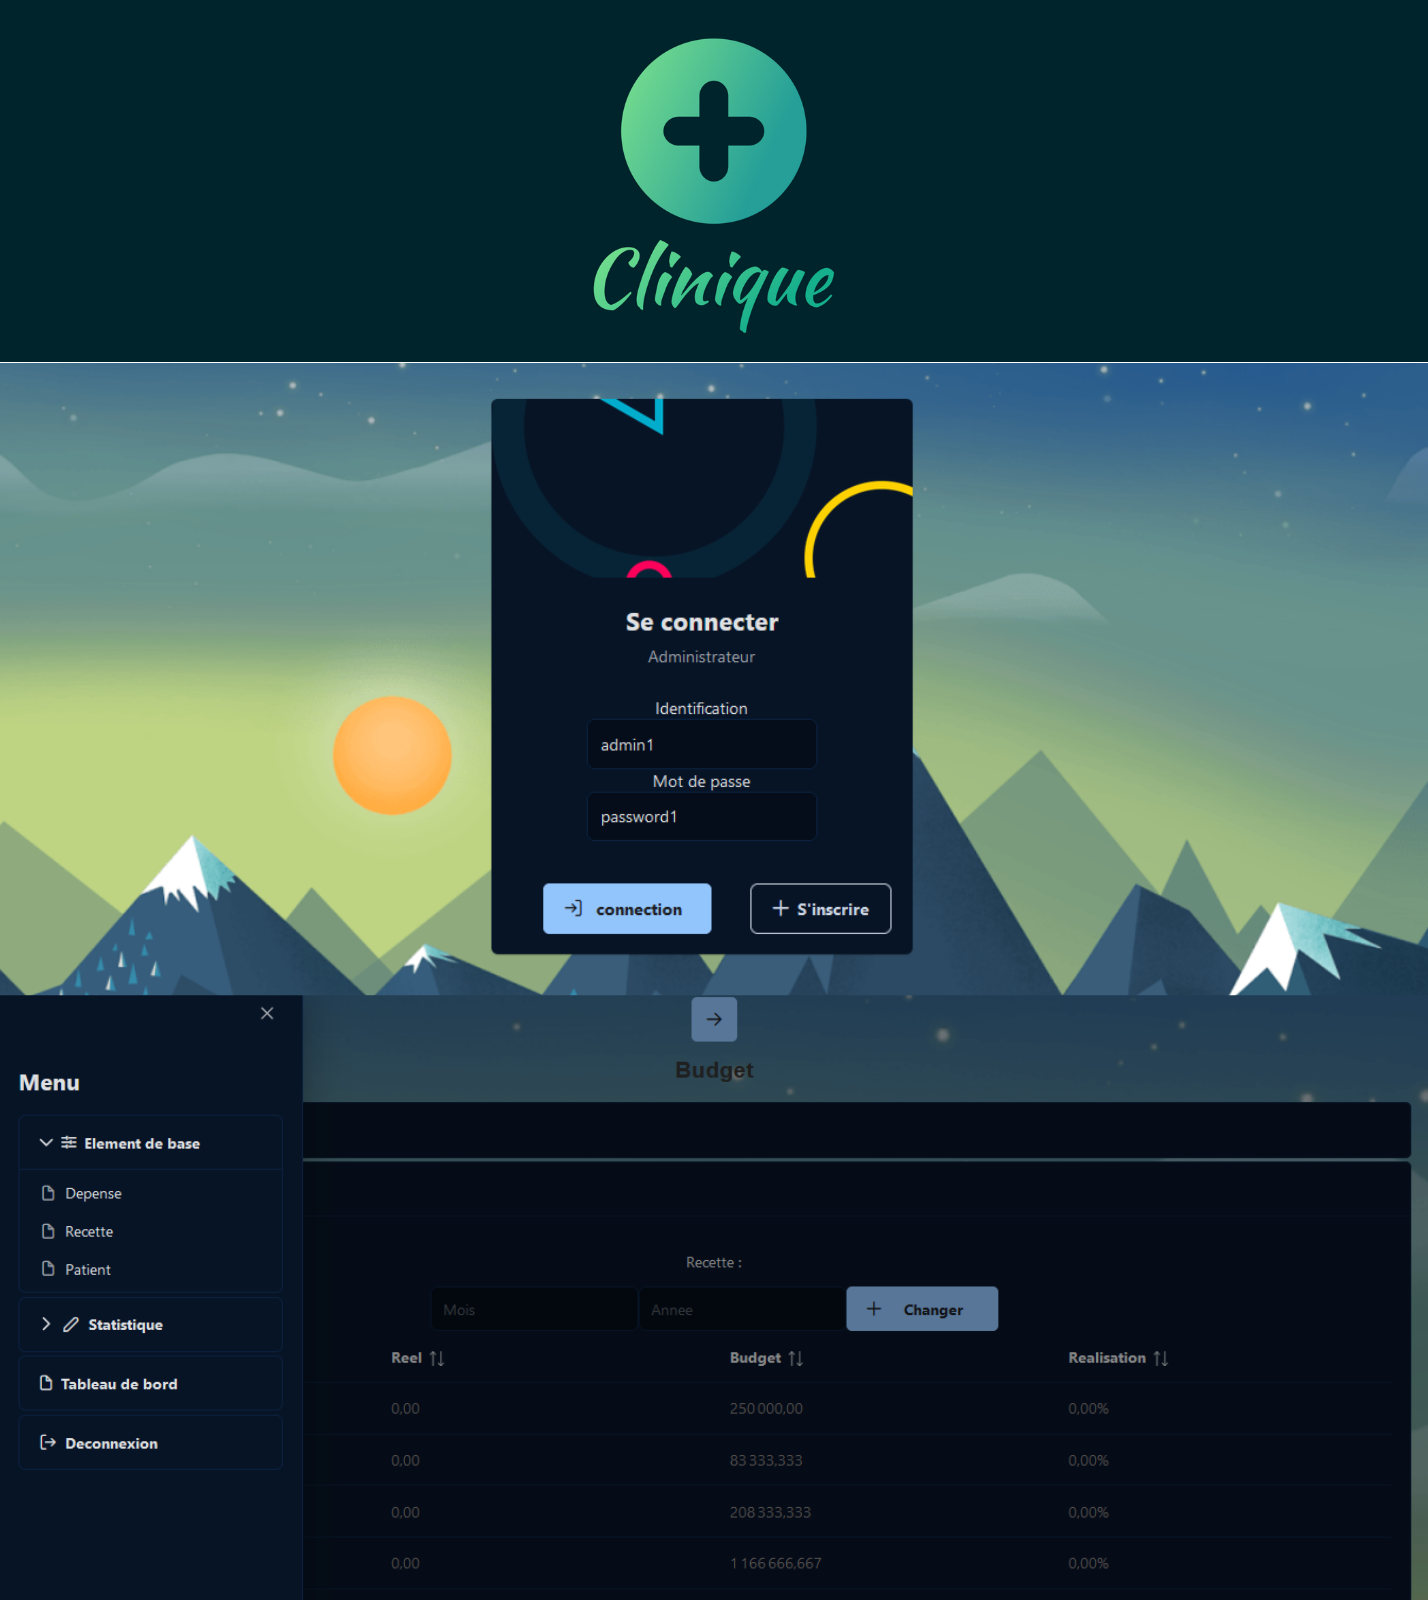 Clinique
Se connecter
Administrateur
Identification
admin1
Mot de passe
password1
connection
S'inscrire
Budget
Menu
Element de base
Depense
Recette
Patient
Statistique
Tableau de bord
Deconnexion
Recette :
Mois Annee Changer
Reel Budget Realisation
0,00 250 000,00 0,00%
0,00 83 333,333 0,00%
0,00 208 333,333 0,00%
0,00 1 166 666,667 0,00%